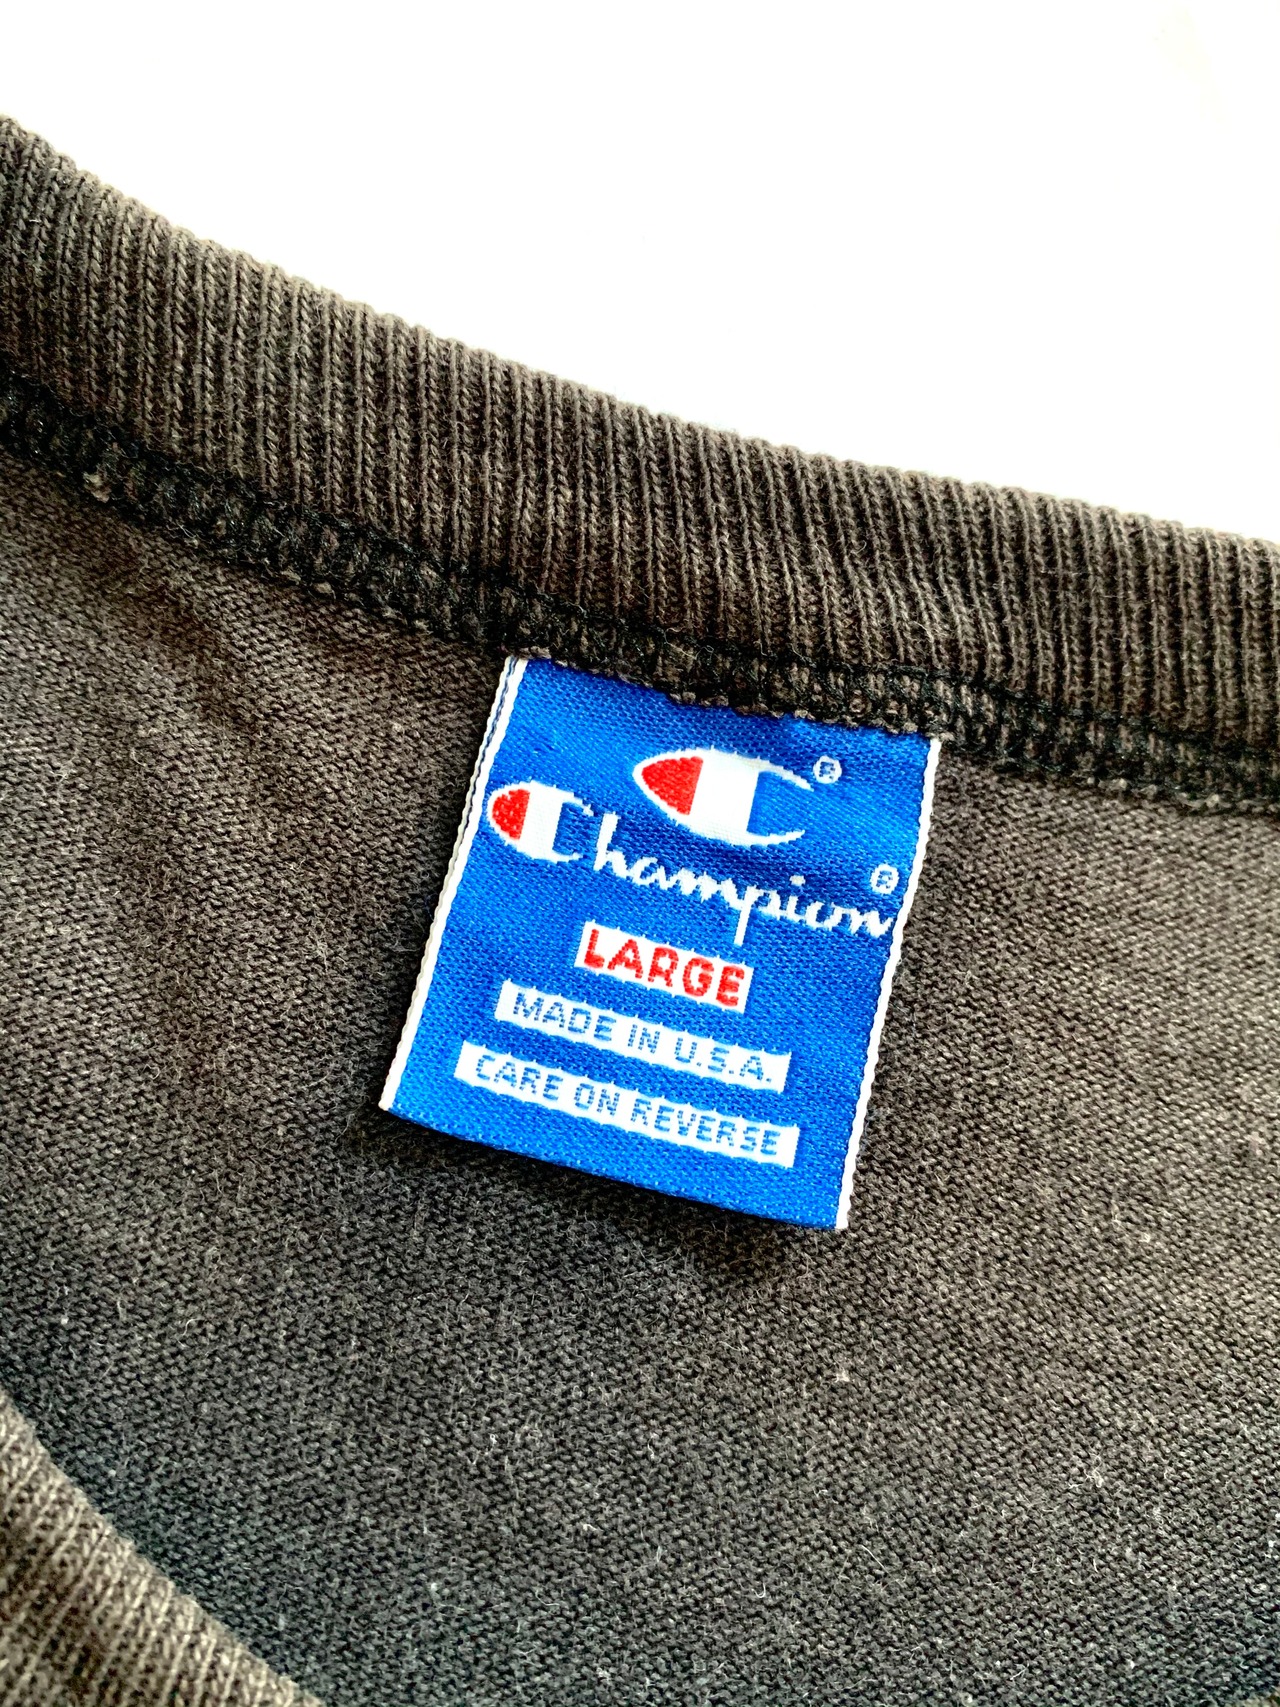 ®
Champion®
LARGE
MADE IN U.S.A.
CARE ON REVERSE